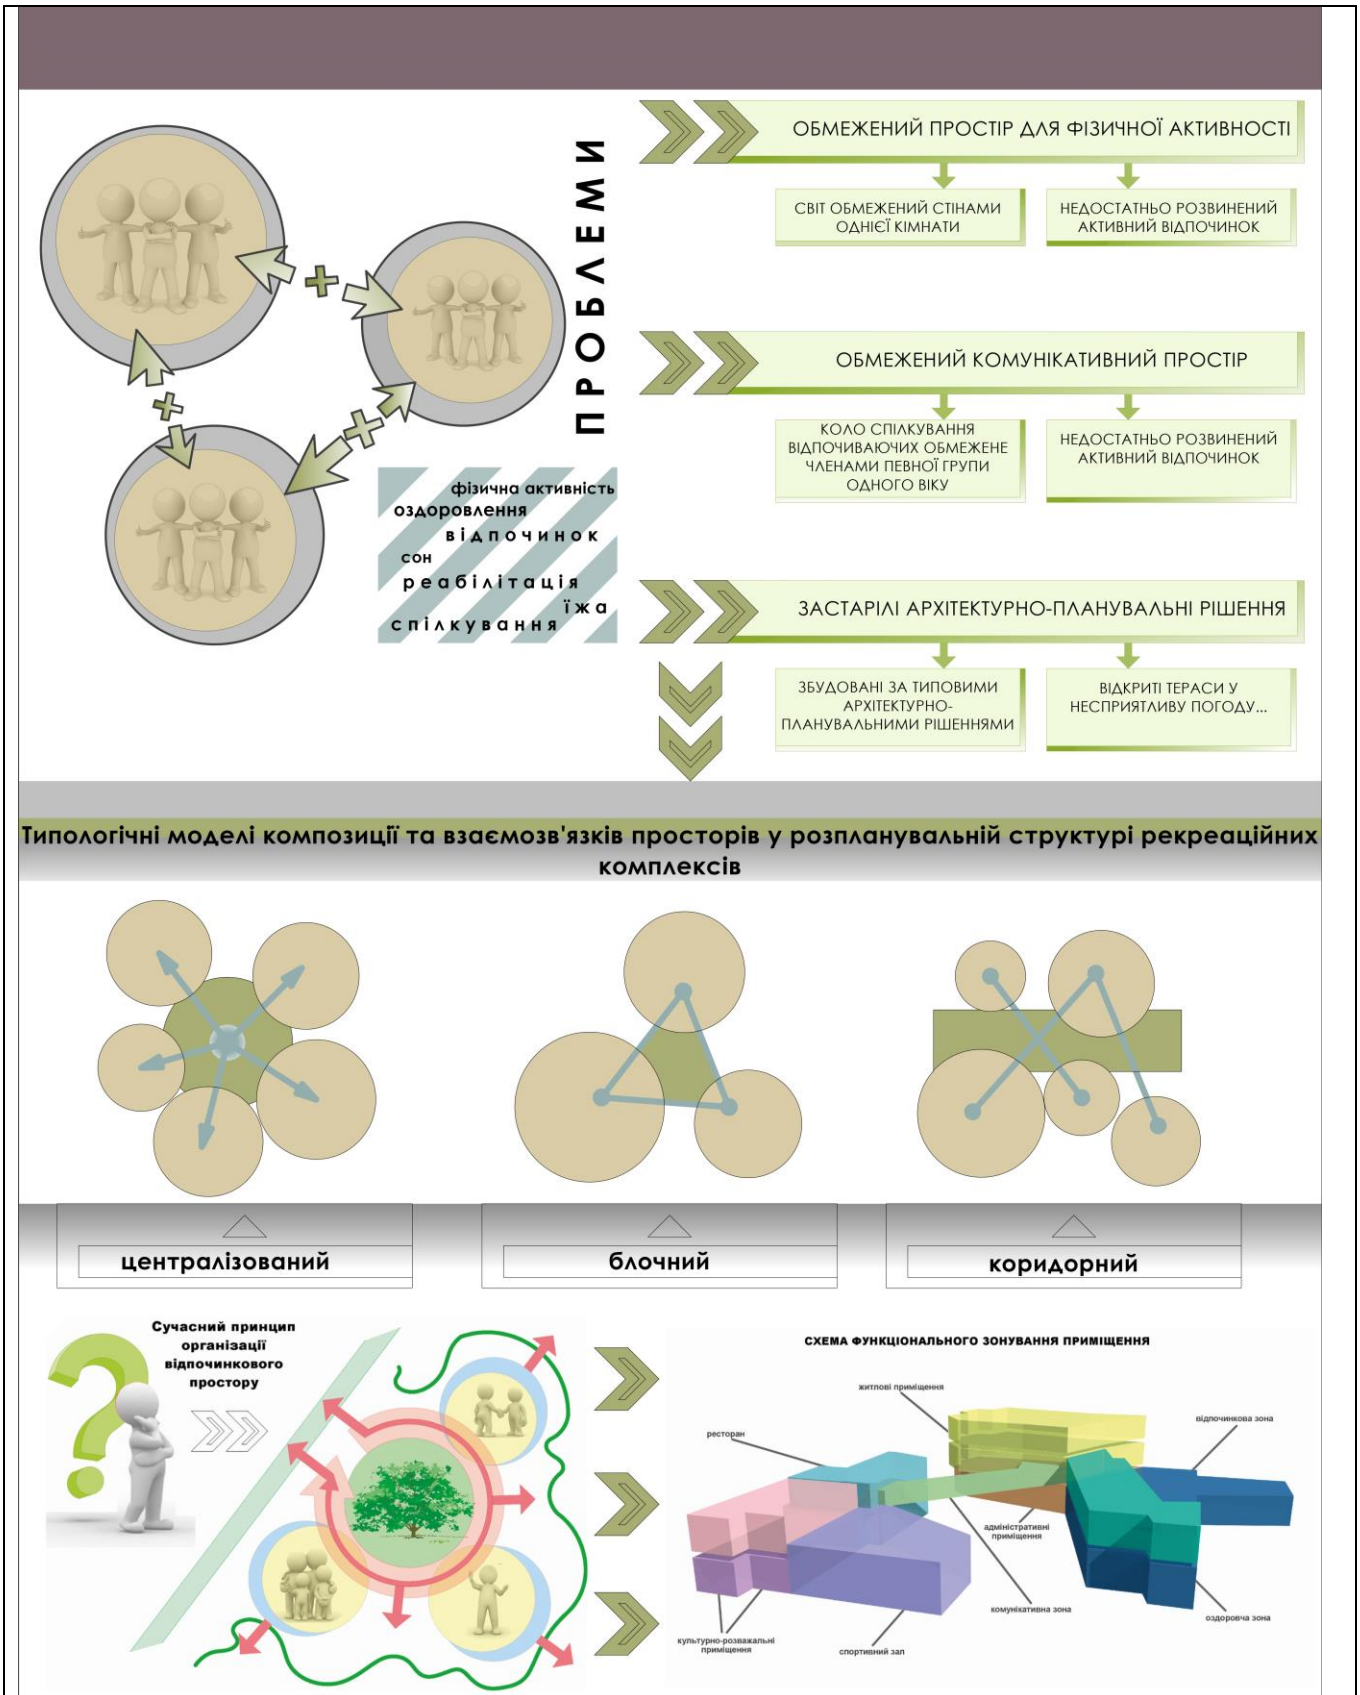 ПРОБЛЕМИ
ОБМЕЖЕНИЙ ПРОСТІР ДЛЯ ФІЗИЧНОЇ АКТИВНОСТІ
СВІТ ОБМЕЖЕНИЙ СТІНАМИ
ОДНІЄЇ КІМНАТИ
НЕДОСТАТНЬО РОЗВИНЕНИЙ
АКТИВНИЙ ВІДПОЧИНОК
ОБМЕЖЕНИЙ КОМУНІКАТИВНИЙ ПРОСТІР
КОЛО СПІЛКУВАННЯ
ВІДПОЧИВАЮЧИХ ОБМЕЖЕНЕ
ЧЛЕНАМИ ПЕВНОЇ ГРУПИ
ОДНОГО ВІКУ
НЕДОСТАТНЬО РОЗВИНЕНИЙ
АКТИВНИЙ ВІДПОЧИНОК
фізична активність
оздоровлення
відпочинок
сон
реабілітація
їжа
спілкування
ЗАСТАРІЛІ АРХІТЕКТУРНО-ПЛАНУВАЛЬНІ РІШЕННЯ
ЗБУДОВАНІ ЗА ТИПОВИМИ
АРХІТЕКТУРНО-
ПЛАНУВАЛЬНИМИ РІШЕННЯМИ
ВІДКРИТІ ТЕРАСИ У
НЕСПРИЯТЛИВУ ПОГОДУ...
Типологічні моделі композиції та взаємозв'язків просторів у розпланувальній структурі рекреаційних
комплексів
централізований
блочний
коридорний
Сучасний принцип
організації
відпочинкового
простору
СХЕМА ФУНКЦІОНАЛЬНОГО ЗОНУВАННЯ ПРИМІЩЕННЯ
житлові приміщення
відпочинкова зона
ресторан
адміністративні
приміщення
комунікативна зона
оздоровча зона
культурно-розважальні
приміщення
спортивний зал